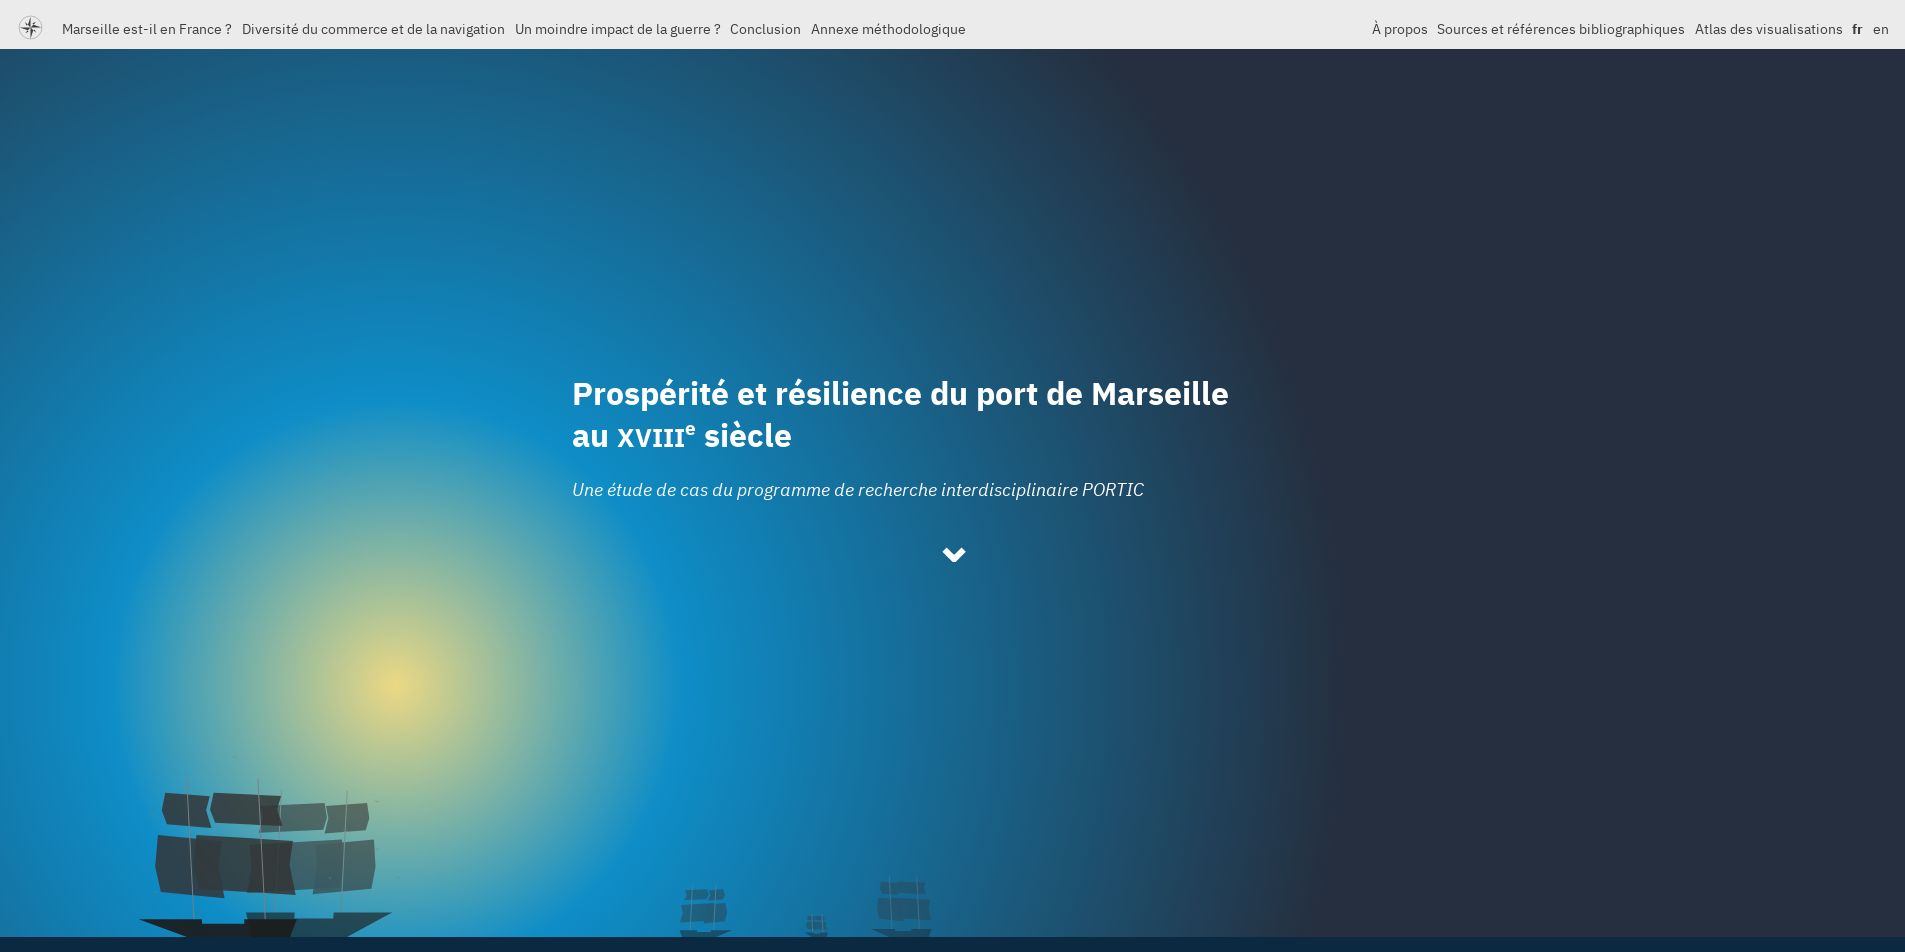 Marseille est-il en France ? Diversité du commerce et de la navigation Un moindre impact de la guerre ? Conclusion Annexe méthodologique À propos Sources et références bibliographiques Atlas des visualisations fr en
Prospérité et résilience du port de Marseille
au XVIIIe siècle
Une étude de cas du programme de recherche interdisciplinaire PORTIC